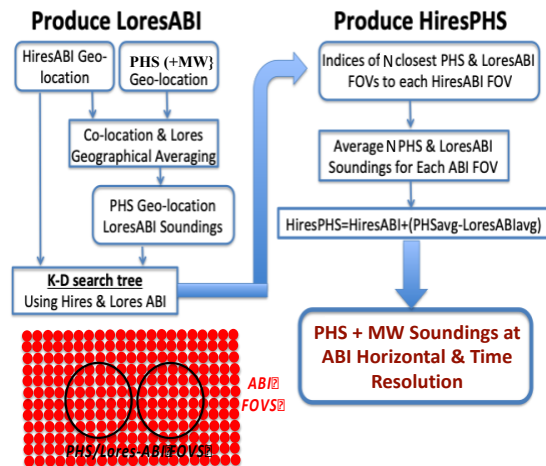 Produce LoresABI
HiresABI Geo-
location
PHS (+MW}
Geo-location
Co-location & Lores
Geographical Averaging
PHS Geo-location
LoresABI Soundings
K-D search tree
Using Hires & Lores ABI
ABI
FOVS
PHS/Lores-ABI FOVS
Produce HiresPHS
Indices of N closest PHS & LoresABI
FOVs to each HiresABI FOV
Average N PHS & LoresABI
Soundings for Each ABI FOV
HiresPHS=HiresABI+(PHSavg-LoresABIavg)
PHS + MW Soundings at
ABI Horizontal & Time
Resolution